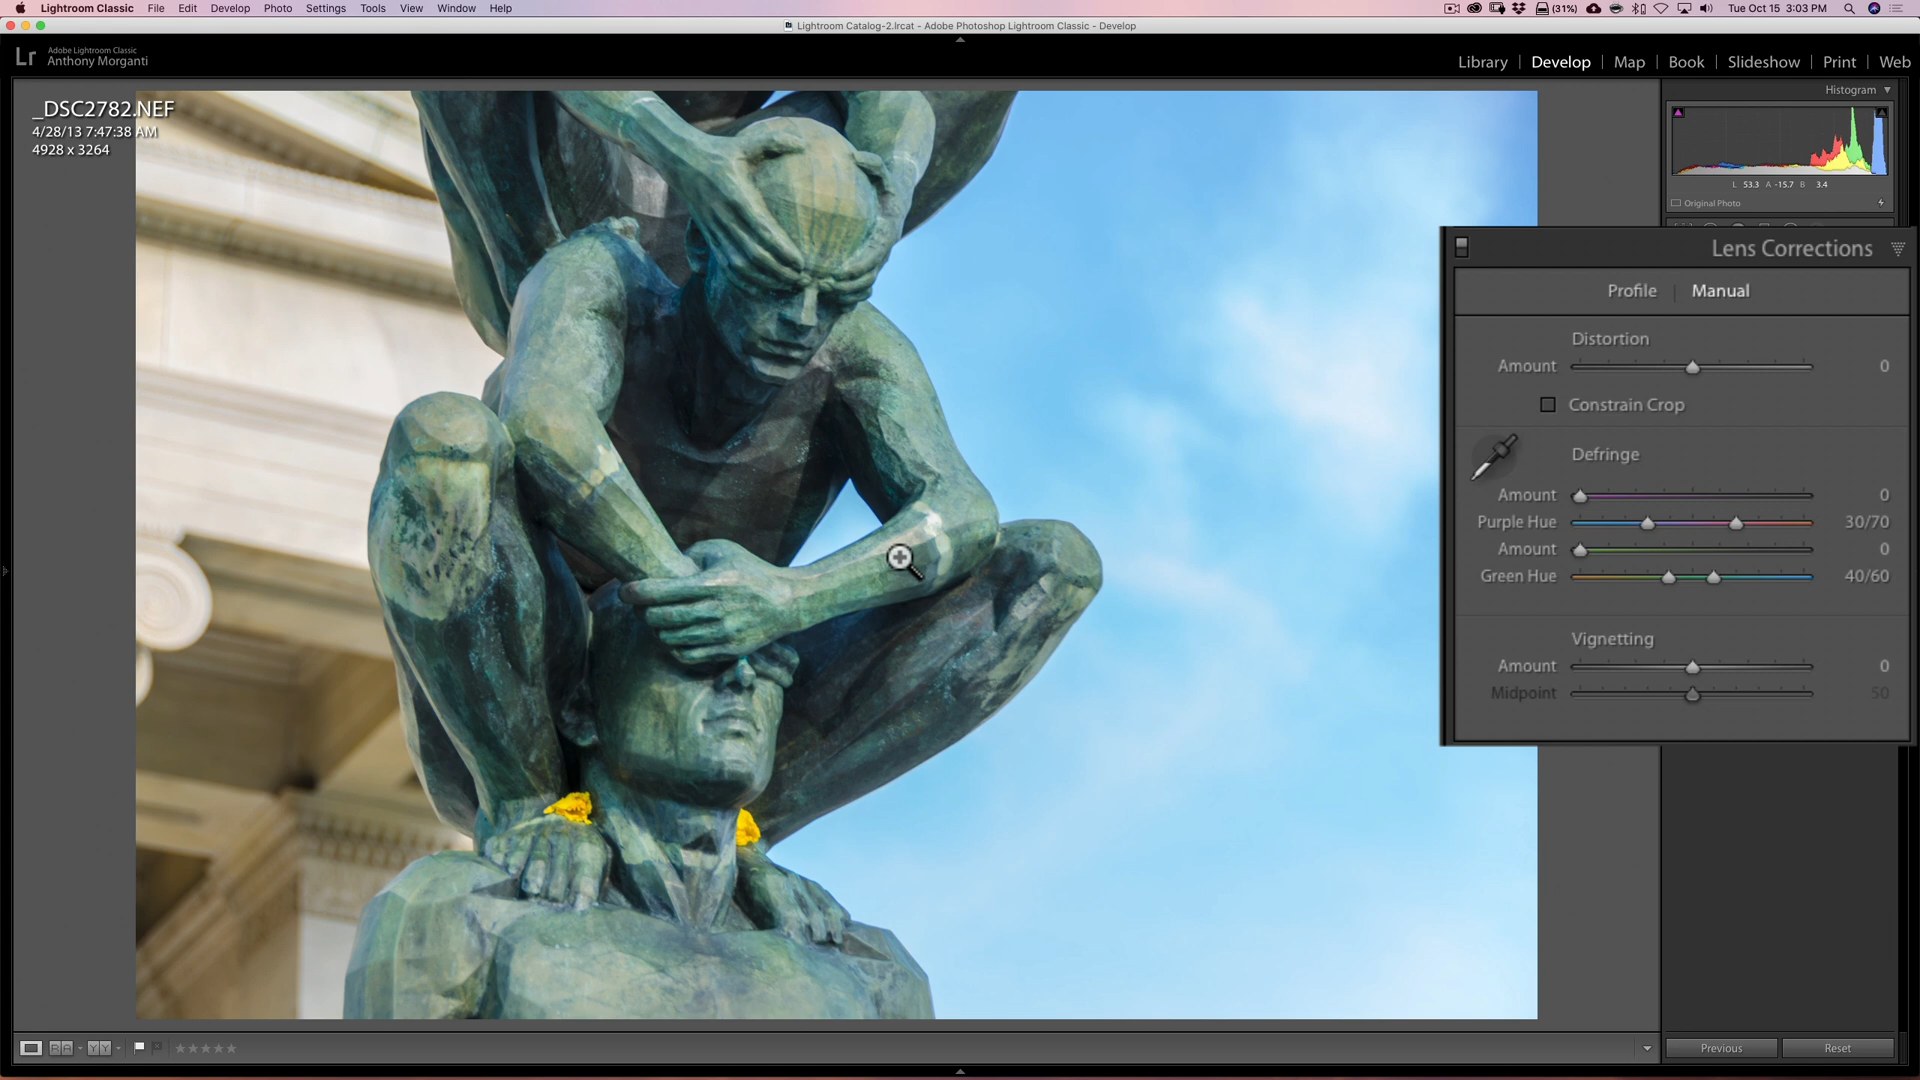 Lightroom Classic File Edit Develop Photo Settings Tools View Window Help (31%) Tue Oct 15 3:03 PM
Lightroom Catalog-2.lrcat - Adobe Photoshop Lightroom Classic - Develop
Lr Adobe Lightroom Classic
Anthony Morganti
Library | Develop | Map | Book | Slideshow | Print | Web
Histogram
_DSC2782.NEF
4/28/13 7:47:38 AM
4928 x 3264
L 53.3 A -15.7 B 3.4
Original Photo
Lens Corrections
Profile | Manual
Distortion
Amount 0
Constrain Crop
Defringe
Amount 0
Purple Hue 30/70
Amount 0
Green Hue 40/60
Vignetting
Amount 0
Midpoint 50
R A Y Y
Previous Reset